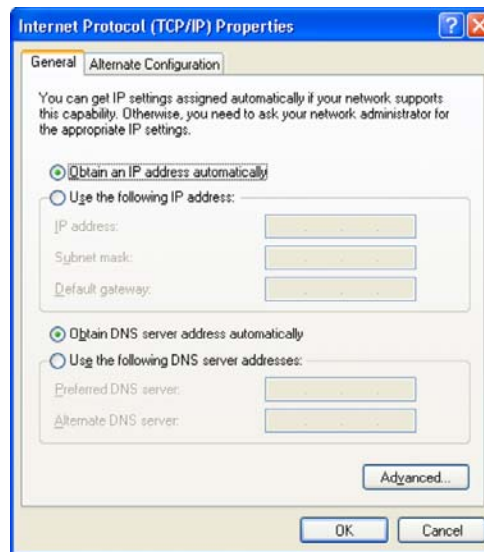 Internet Protocol (TCP/IP) Properties
General
Alternate Configuration
You can get IP settings assigned automatically if your network supports
this capability. Otherwise, you need to ask your network administrator for
the appropriate IP settings.
Obtain an IP address automatically
Use the following IP address:
IP address:
Subnet mask:
Default gateway:
Obtain DNS server address automatically
Use the following DNS server addresses:
Preferred DNS server:
Alternate DNS server:
Advanced...
OK
Cancel